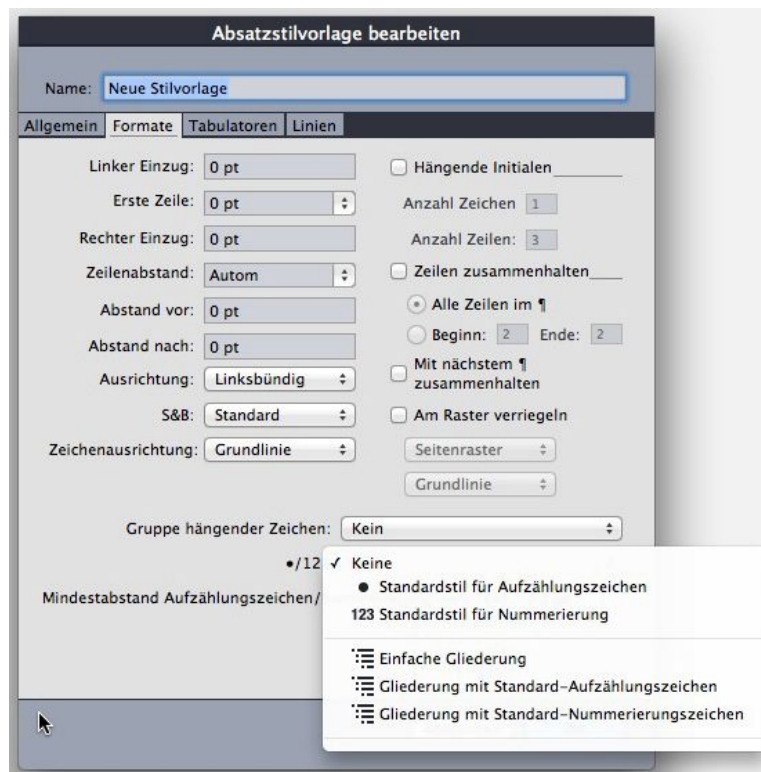 Absatzstilvorlage bearbeiten
Name: Neue Stilvorlage
Allgemein Formate Tabulatoren Linien
Linker Einzug: 0 pt
Erste Zeile: 0 pt
Rechter Einzug: 0 pt
Zeilenabstand: Autom
Abstand vor: 0 pt
Abstand nach: 0 pt
Ausrichtung: Linksbündig
S&B: Standard
Zeichenausrichtung: Grundlinie
Hängende Initialen
Anzahl Zeichen 1
Anzahl Zeilen: 3
Zeilen zusammenhalten
Alle Zeilen im ¶
Beginn: 2 Ende: 2
Mit nächstem ¶
zusammenhalten
Am Raster verriegeln
Seitenraster
Grundlinie
Gruppe hängender Zeichen: Kein
•/12
Mindestabstand Aufzählungszeichen/
✓ Keine
● Standardstil für Aufzählungszeichen
123 Standardstil für Nummerierung
Einfache Gliederung
Gliederung mit Standard-Aufzählungszeichen
Gliederung mit Standard-Nummerierungszeichen